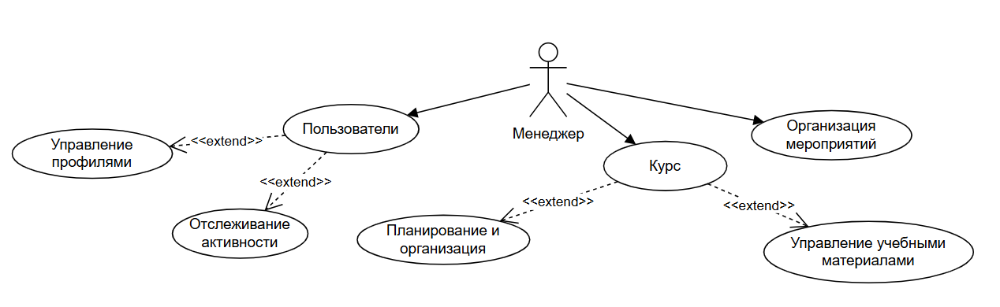 Менеджер
Пользователи
Организация
мероприятий
Управление
профилями
<<extend>>
Курс
<<extend>>
<<extend>>
<<extend>>
Отслеживание
активности
Планирование и
организация
Управление учебными
материалами